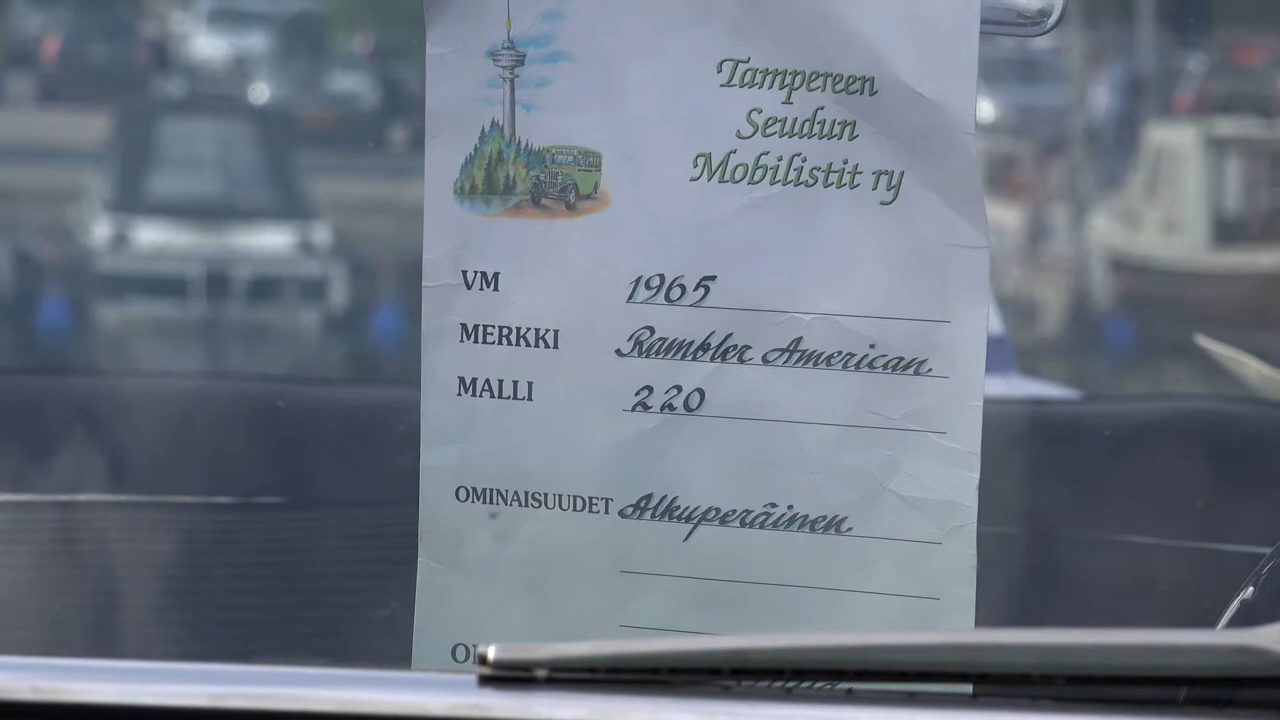 Tampereen
Seudun
Mobilistit ry
VM 1965
MERKKI Rambler American
MALLI 220
OMINAISUUDET Alkuperäinen